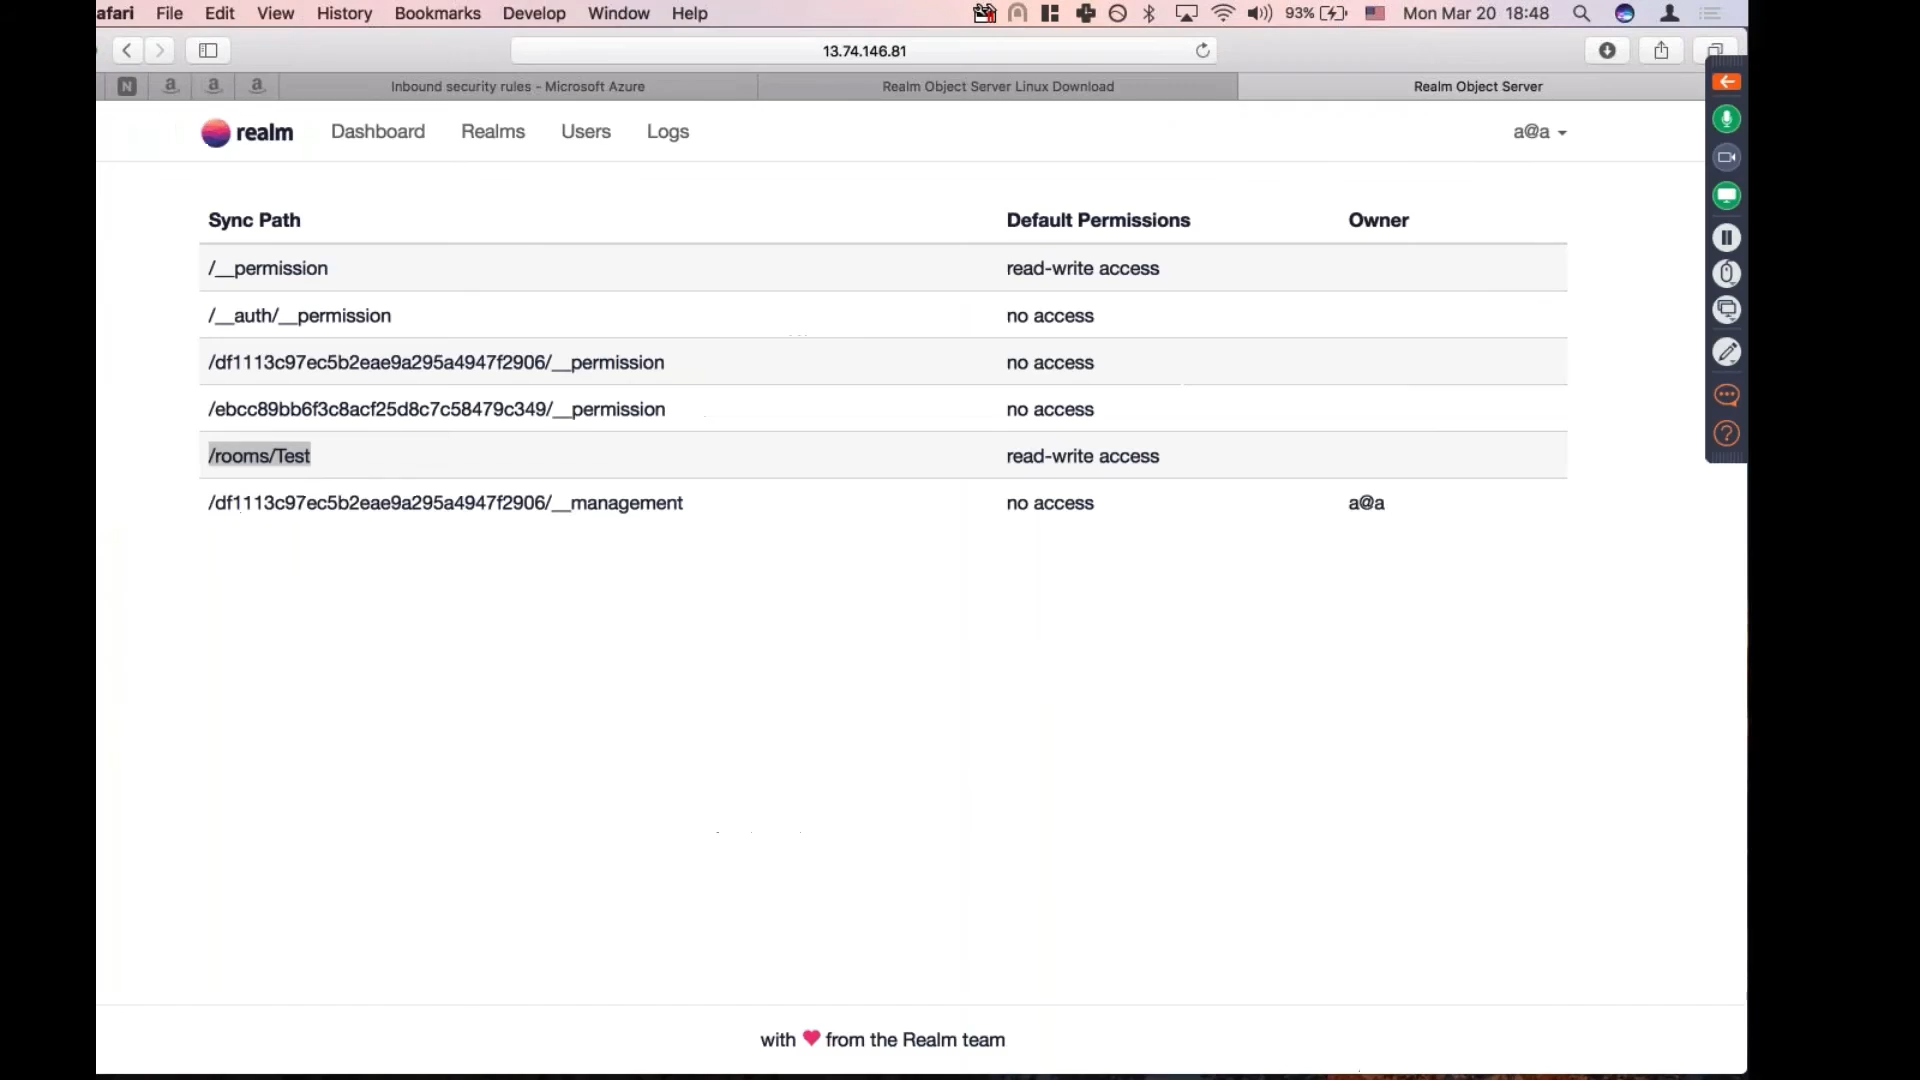 afari File Edit View History Bookmarks Develop Window Help 93% Mon Mar 20 18:48
13.74.146.81
N a a a Inbound security rules - Microsoft Azure Realm Object Server Linux Download Realm Object Server
realm Dashboard Realms Users Logs a@a
Sync Path Default Permissions Owner
/__permission read-write access
/__auth/__permission no access
/df1113c97ec5b2eae9a295a4947f2906/__permission no access
/ebcc89bb6f3c8acf25d8c7c58479c349/__permission no access
/rooms/Test read-write access
/df1113c97ec5b2eae9a295a4947f2906/__management no access a@a
with ❤ from the Realm team